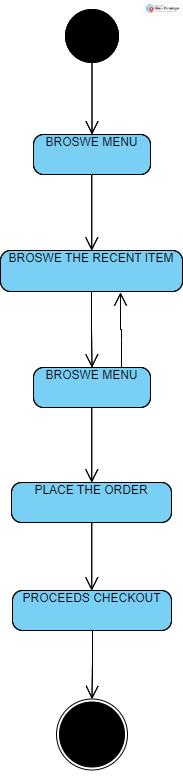 BROSWE MENU
BROSWE THE RECENT ITEM
BROSWE MENU
PLACE THE ORDER
PROCEEDS CHECKOUT